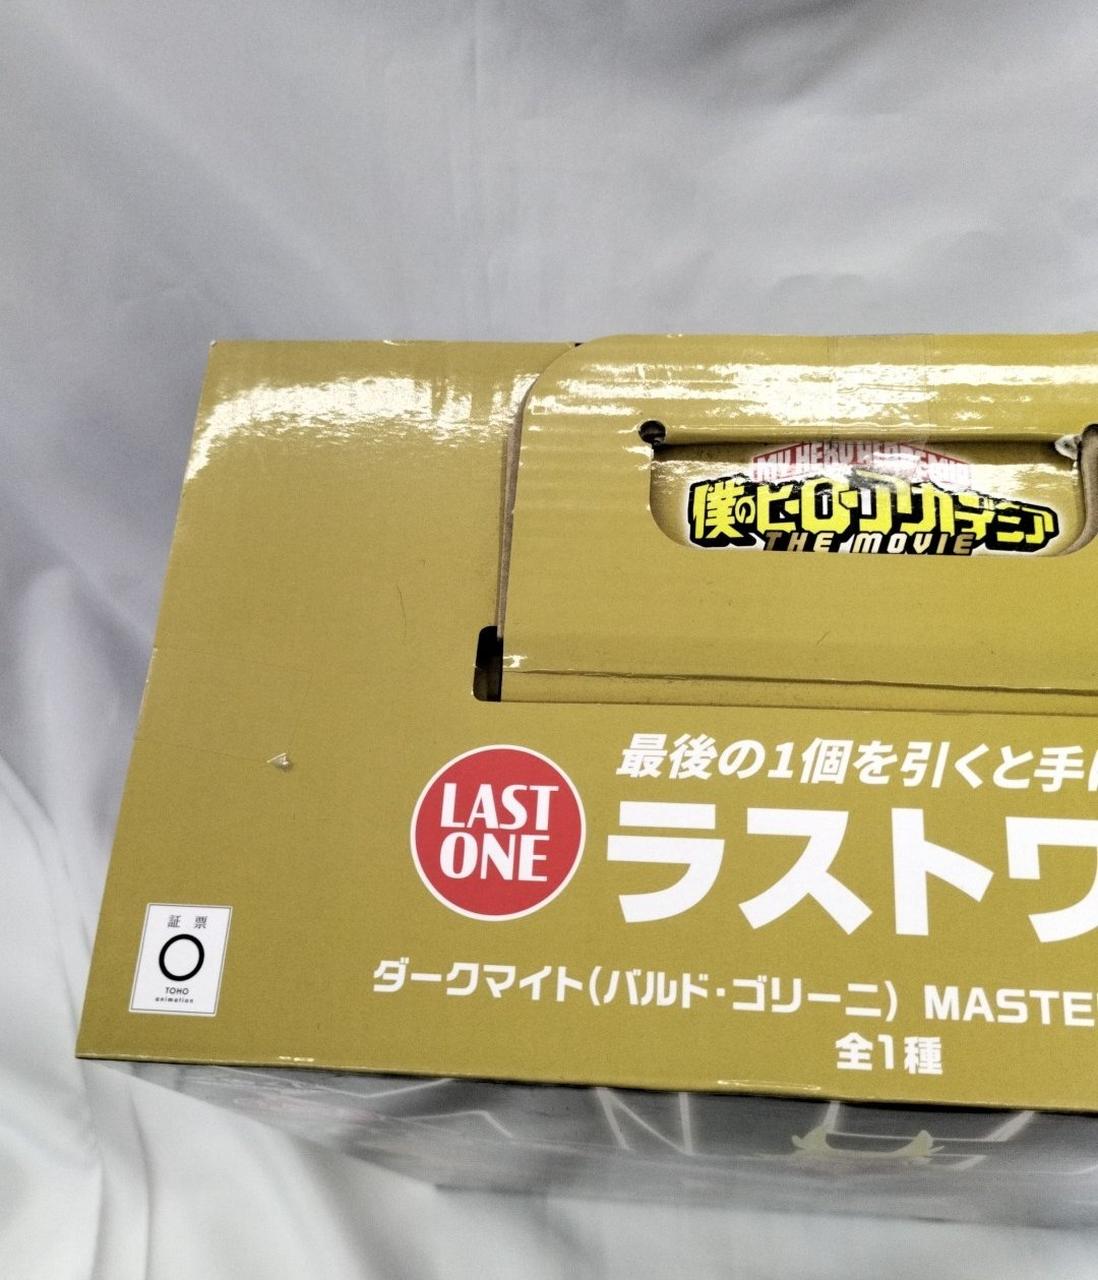 MY HERO ACADEMIA
僕のヒーローアカデミア
THE MOVIE
最後の1個を引くと手に
LAST
ONE
ラストワ
証 票
TOHO
animation
ダークマイト(バルド・ゴリーニ) MASTE
全1種